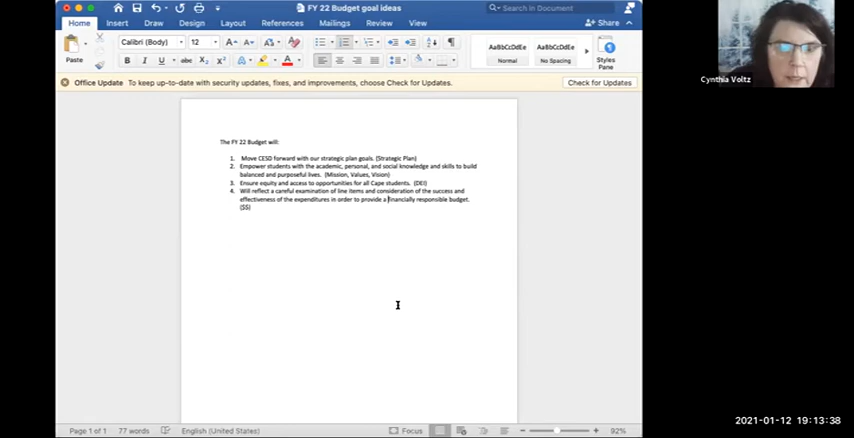 FY 22 Budget goal ideas
Search in Document
Home Insert Draw Design Layout References Mailings Review View Share
Paste Calibri (Body) 12 Normal No Spacing Styles Pane
AaBbCcDdEe AaBbCcDdEe
B I U abc X₂ X² A A
Office Update To keep up-to-date with security updates, fixes, and improvements, choose Check for Updates. Check for Updates
Cynthia Voltz
The FY 22 Budget will:
1. Move CESD forward with our strategic plan goals. (Strategic Plan)
2. Empower students with the academic, personal, and social knowledge and skills to build
balanced and purposeful lives. (Mission, Values, Vision)
3. Ensure equity and access to opportunities for all Cape students. (DEI)
4. Will reflect a careful examination of line items and consideration of the success and
effectiveness of the expenditures in order to provide a financially responsible budget.
($$)
2021-01-12 19:13:38
Page 1 of 1 77 words English (United States) Focus 92%